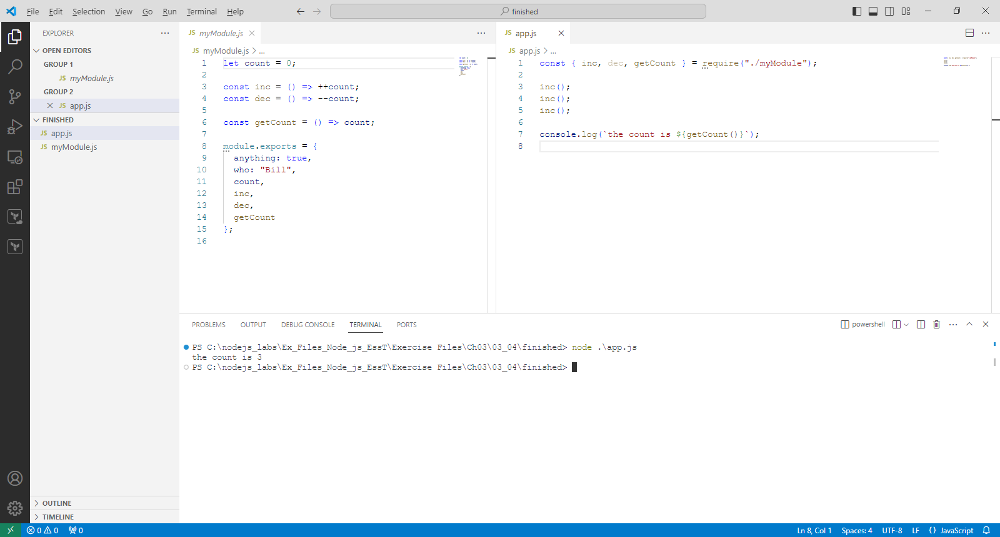 File Edit Selection View Go Run Terminal Help
finished
EXPLORER
OPEN EDITORS
GROUP 1
JS myModule.js
GROUP 2
JS app.js
FINISHED
JS app.js
JS myModule.js
OUTLINE
TIMELINE
JS myModule.js
JS myModule.js > ...
1 let count = 0;
2
3 const inc = () => ++count;
4 const dec = () => --count;
5
6 const getCount = () => count;
7
8 module.exports = {
9 anything: true,
10 who: "Bill",
11 count,
12 inc,
13 dec,
14 getCount
15 };
16
JS app.js
JS app.js > ...
1 const { inc, dec, getCount } = require("./myModule");
2
3 inc();
4 inc();
5 inc();
6
7 console.log(`the count is ${getCount()}`);
8
PROBLEMS OUTPUT DEBUG CONSOLE TERMINAL PORTS
powershell
PS C:\nodejs_labs\Ex_Files_Node_js_EssT\Exercise Files\Ch03\03_04\finished> node .\app.js
the count is 3
PS C:\nodejs_labs\Ex_Files_Node_js_EssT\Exercise Files\Ch03\03_04\finished>
0 0 0
Ln 8, Col 1 Spaces: 4 UTF-8 LF {} JavaScript